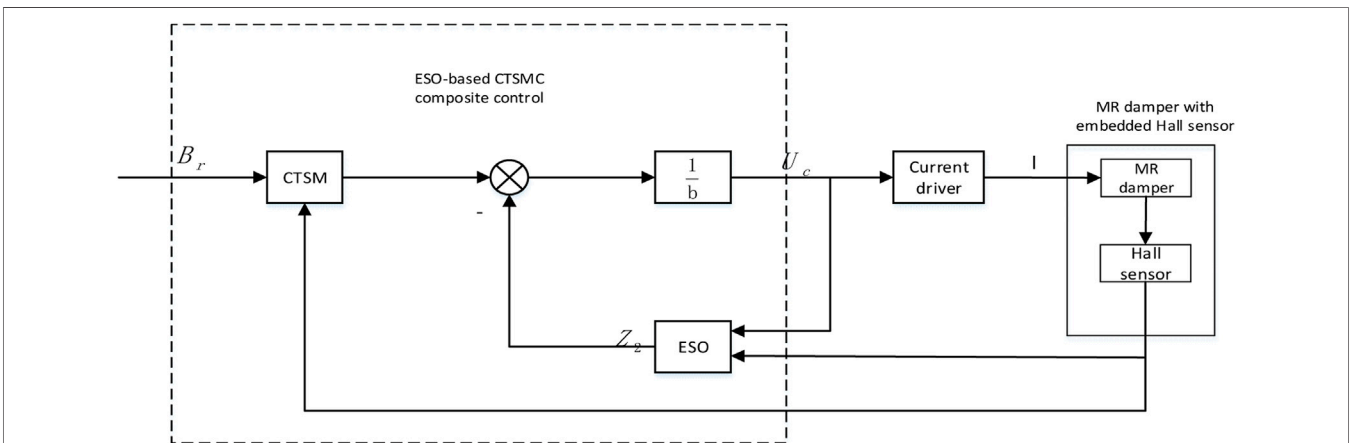 ESO-based CTSMC
composite control
MR damper with
embedded Hall sensor
B_r
CTSM
-
1
b
U_c
Current
driver
I
MR
damper
Hall
sensor
Z_2
ESO